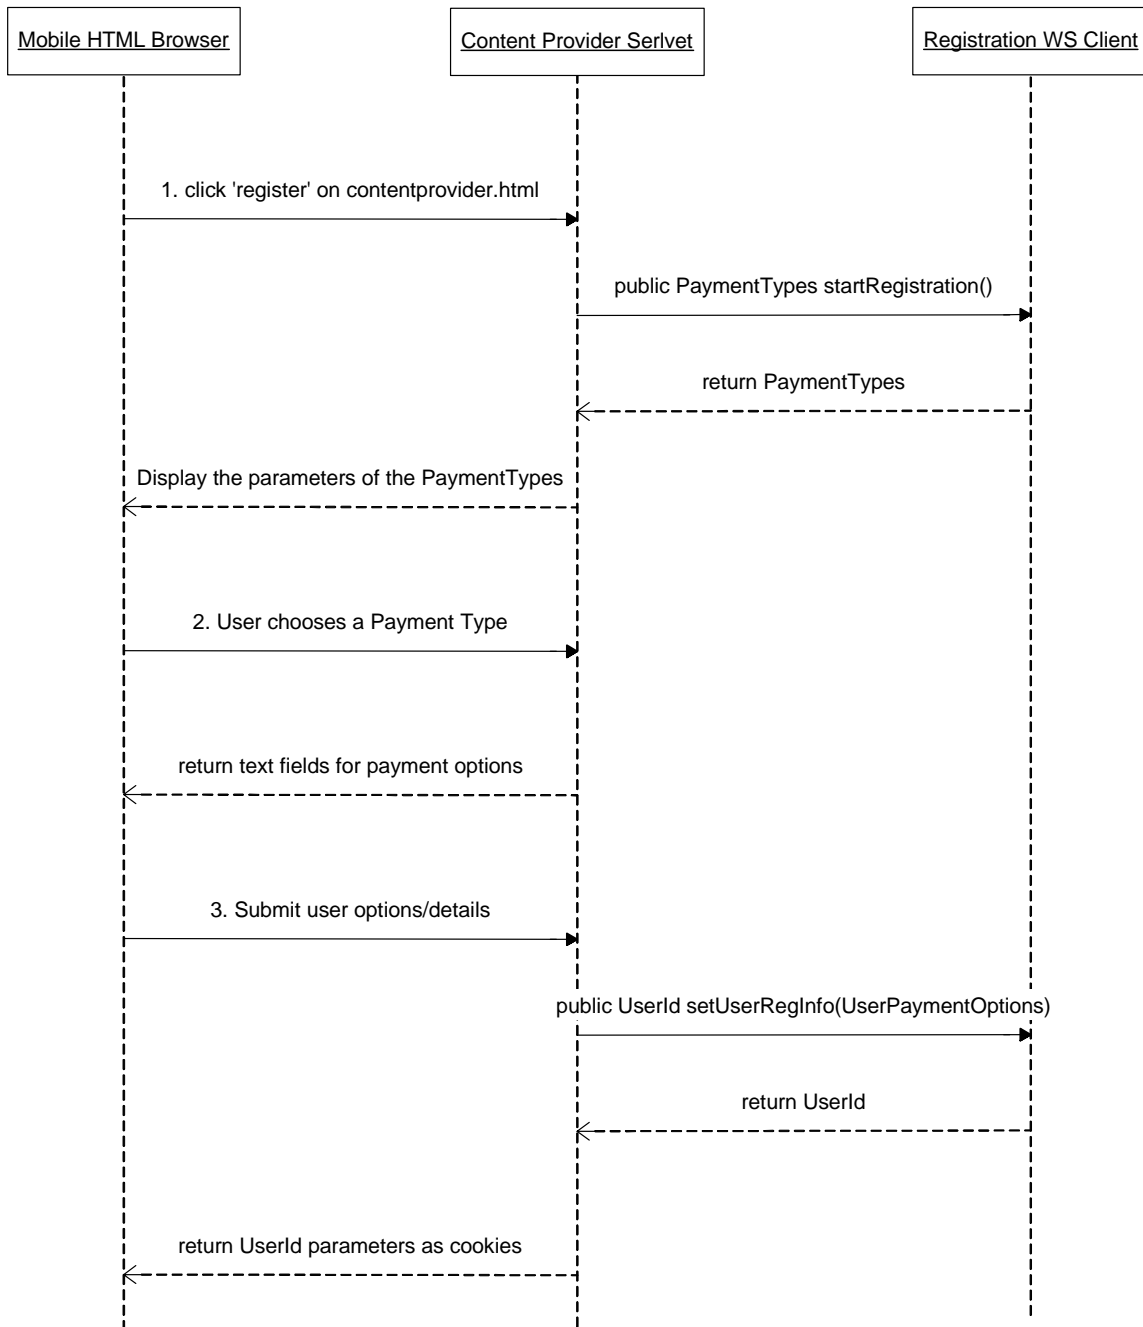 Mobile HTML Browser
Content Provider Serlvet
Registration WS Client
1. click 'register' on contentprovider.html
public PaymentTypes startRegistration()
return PaymentTypes
Display the parameters of the PaymentTypes
2. User chooses a Payment Type
return text fields for payment options
3. Submit user options/details
public UserId setUserRegInfo(UserPaymentOptions)
return UserId
return UserId parameters as cookies